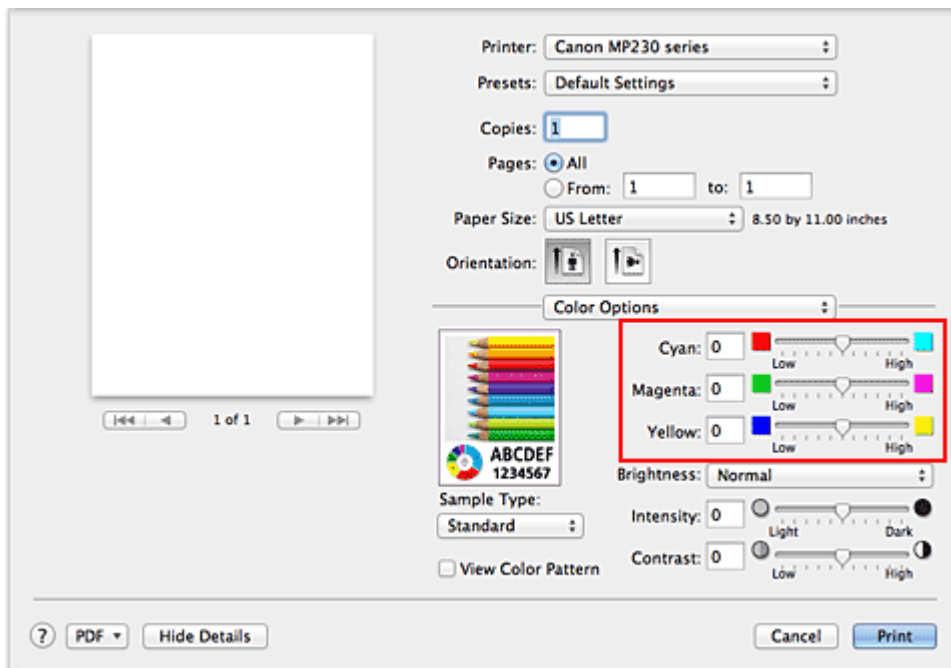 Printer: Canon MP230 series
Presets: Default Settings
Copies: 1
Pages: All
From: 1 to: 1
Paper Size: US Letter 8.50 by 11.00 inches
Orientation:
Color Options
Cyan: 0
Low High
Magenta: 0
Low High
Yellow: 0
Low High
1 of 1
ABCDEF
1234567
Brightness: Normal
Sample Type:
Standard
Intensity: 0
Light Dark
View Color Pattern
Contrast: 0
Low High
? PDF Hide Details Cancel Print